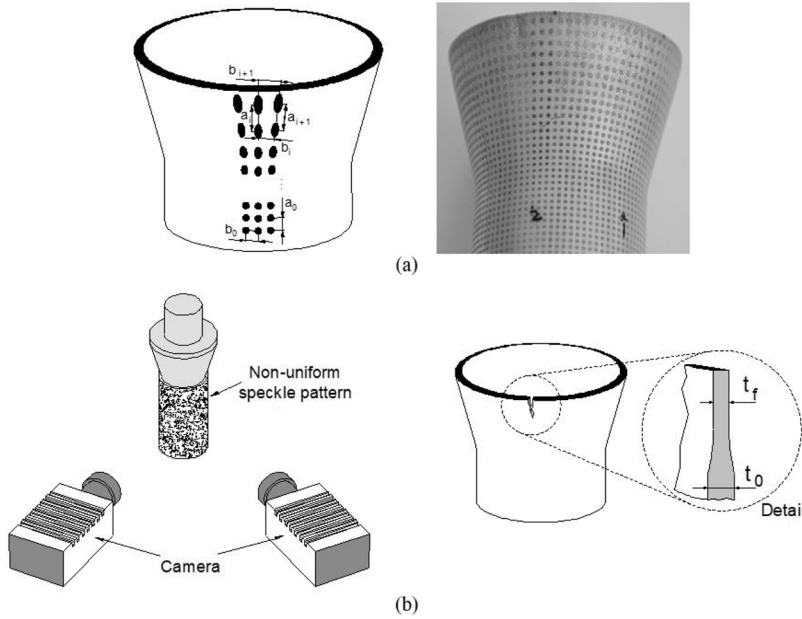 b i+1
a i
a i+1
b i
a 0
b 0
2
1
(a)
Non-uniform
speckle pattern
Camera
t f
t 0
Detai
(b)